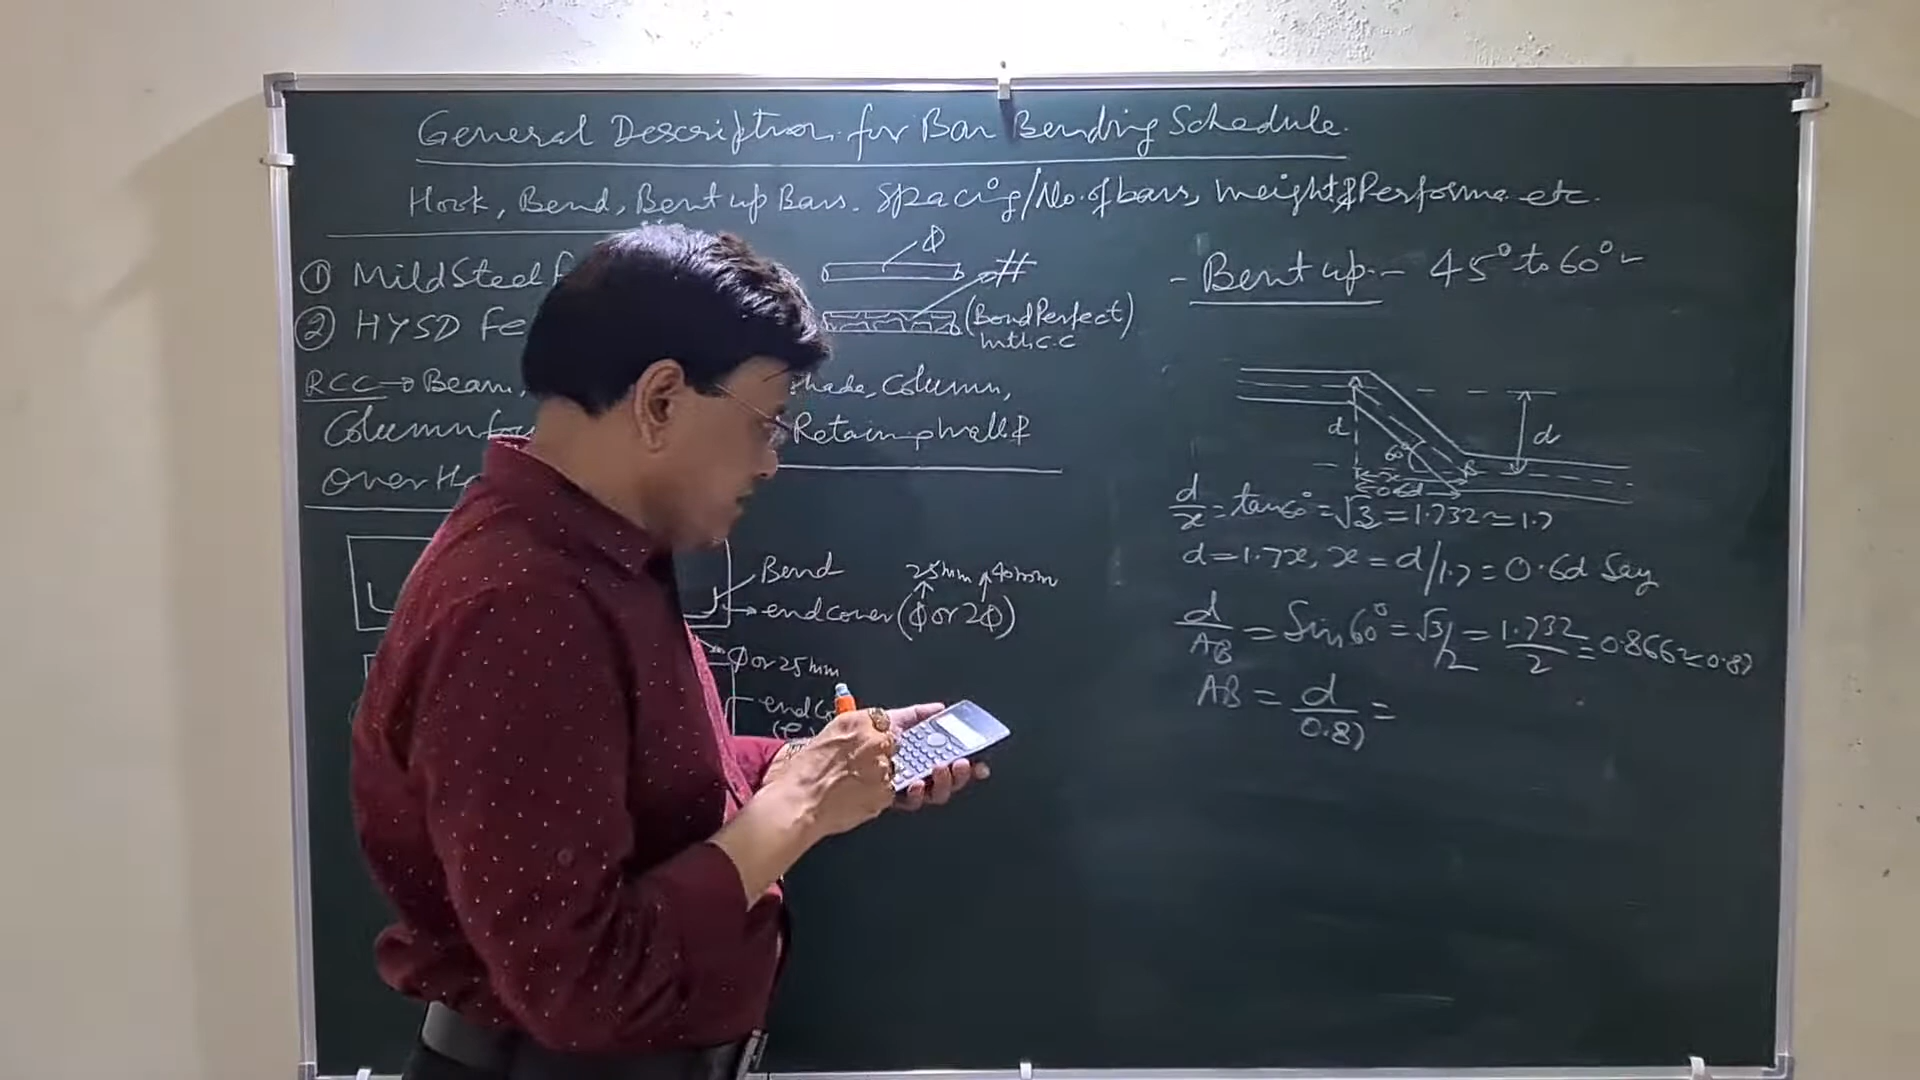 General Description for Bar Bending Schedule.
Hook, Bend, Bent up Bars. Spacing/No. of bars, Weight & Performa etc.
① Mild Steel
Φ
② HYSD Fe
#
(Bond Perfect)
with c.c
RCC → Beam, Column,
Retain wall &
Over
Bend
25mm 40mm
end cover (Φ or 2Φ)
Φ or 25mm
end
- Bent up - 45° to 60°
d
d
60°
x
0.6d
B
d/x = tan60° = √3 = 1.732 ≈ 1.7
d = 1.7x, x = d/1.7 = 0.6d Say
d/AB = Sin60° = √3/2 = 1.732/2 = 0.866 ≈ 0.87
AB = d/0.87 =